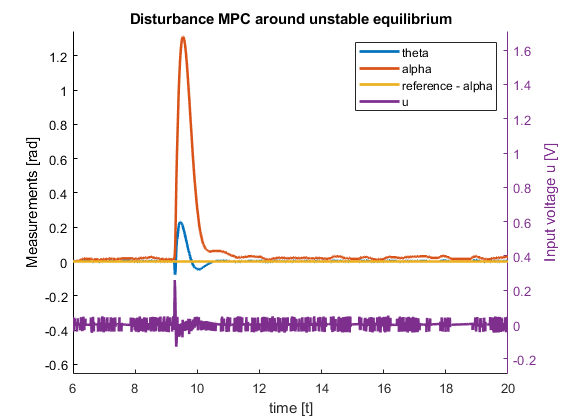 Disturbance MPC around unstable equilibrium
theta
alpha
reference - alpha
u
Measurements [rad]
1.2
1
0.8
0.6
0.4
0.2
0
-0.2
-0.4
-0.6
Input voltage u [V]
1.6
1.4
1.2
1
0.8
0.6
0.4
0.2
0
-0.2
6 8 10 12 14 16 18 20
time [t]